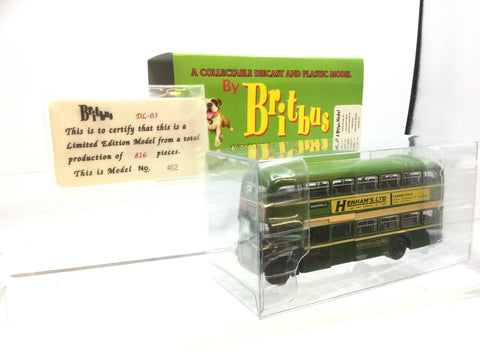 A COLLECTABLE DIECAST AND PLASTIC MODEL
By
Britbus
Britbus
DL-03
This is to certify that this is a
Limited Edition Model from a total
production of 816 pieces.
This is Model No. 402
HENHAM'S LTD